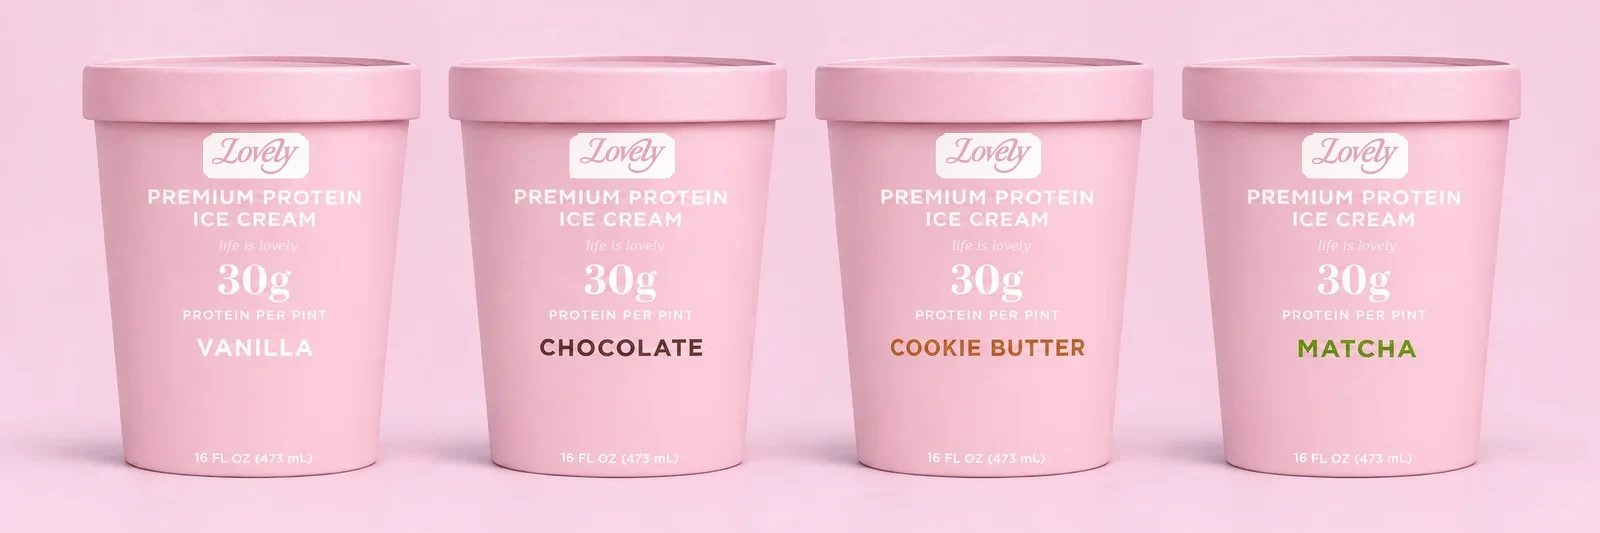 Lovely
PREMIUM PROTEIN
ICE CREAM
life is lovely
30g
PROTEIN PER PINT
VANILLA
16 FL OZ (473 mL)
Lovely
PREMIUM PROTEIN
ICE CREAM
life is lovely
30g
PROTEIN PER PINT
CHOCOLATE
16 FL OZ (473 mL)
Lovely
PREMIUM PROTEIN
ICE CREAM
life is lovely
30g
PROTEIN PER PINT
COOKIE BUTTER
16 FL OZ (473 mL)
Lovely
PREMIUM PROTEIN
ICE CREAM
life is lovely
30g
PROTEIN PER PINT
MATCHA
16 FL OZ (473 mL)